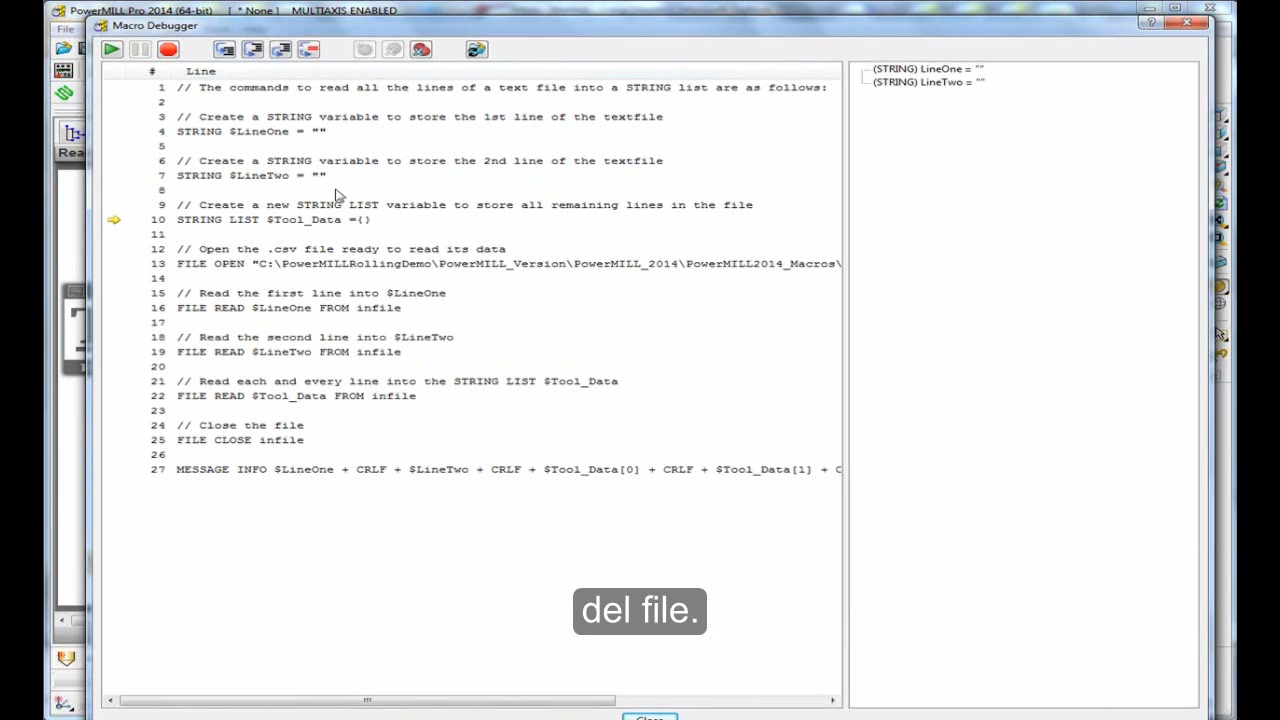 PowerMILL Pro 2014 (64-bit) [ * None ] MULTIAXIS ENABLED
File
Macro Debugger
# Line
1 // The commands to read all the lines of a text file into a STRING list are as follows:
2
3 // Create a STRING variable to store the 1st line of the textfile
4 STRING $LineOne = ""
5
6 // Create a STRING variable to store the 2nd line of the textfile
7 STRING $LineTwo = ""
8
9 // Create a new STRING LIST variable to store all remaining lines in the file
10 STRING LIST $Tool_Data ={}
11
12 // Open the .csv file ready to read its data
13 FILE OPEN "C:\PowerMILLRollingDemo\PowerMILL_Version\PowerMILL_2014\PowerMILL2014_Macros\
14
15 // Read the first line into $LineOne
16 FILE READ $LineOne FROM infile
17
18 // Read the second line into $LineTwo
19 FILE READ $LineTwo FROM infile
20
21 // Read each and every line into the STRING LIST $Tool_Data
22 FILE READ $Tool_Data FROM infile
23
24 // Close the file
25 FILE CLOSE infile
26
27 MESSAGE INFO $LineOne + CRLF + $LineTwo + CRLF + $Tool_Data[0] + CRLF + $Tool_Data[1] + C
(STRING) LineOne = ""
(STRING) LineTwo = ""
Rea
del file.
Close